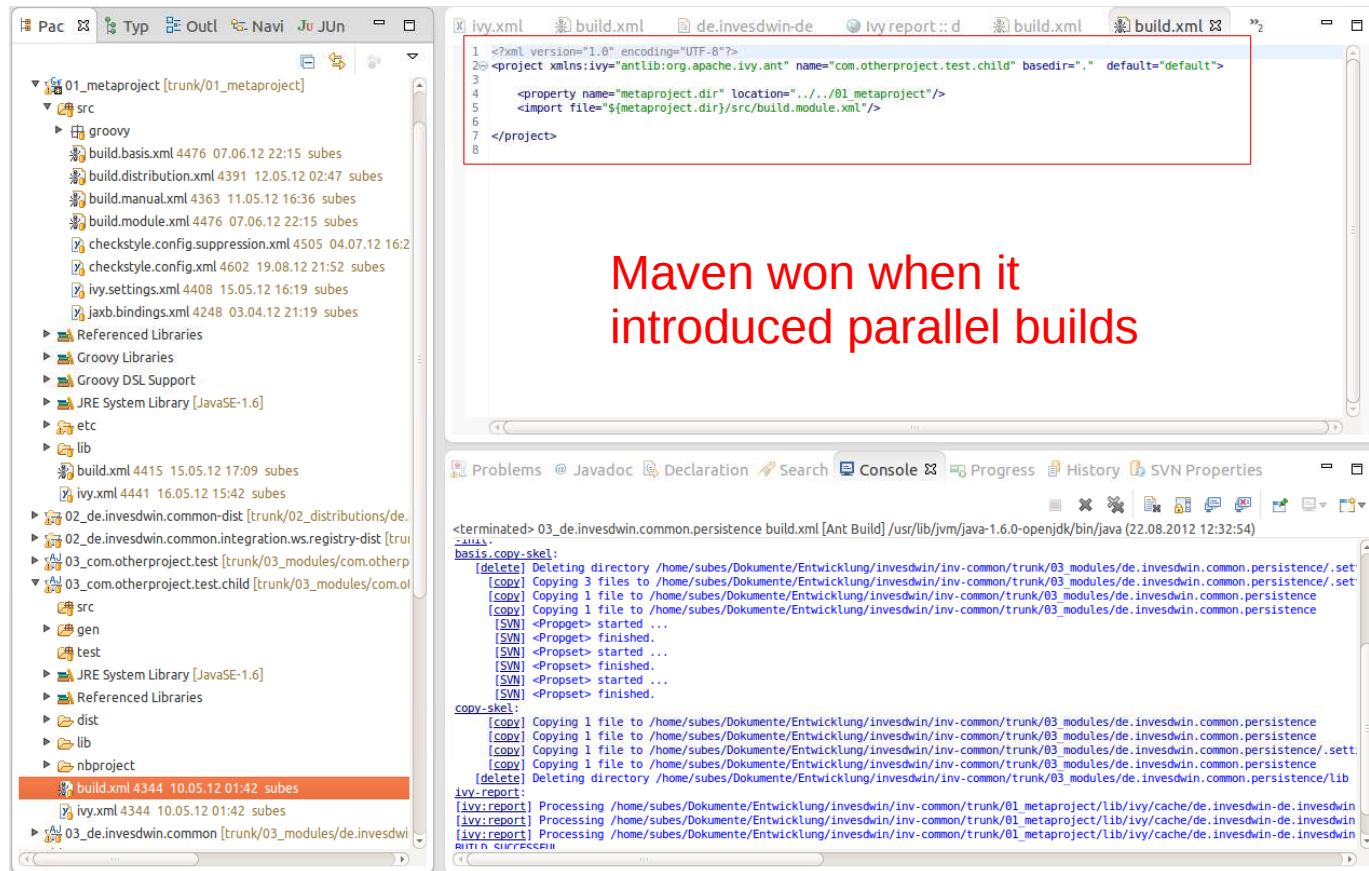 Pac Typ Outl Navi JUn
01_metaproject [trunk/01_metaproject]
src
groovy
build.basis.xml 4476 07.06.12 22:15 subes
build.distribution.xml 4391 12.05.12 02:47 subes
build.manual.xml 4363 11.05.12 16:36 subes
build.module.xml 4476 07.06.12 22:15 subes
checkstyle.config.suppression.xml 4505 04.07.12 16:2
checkstyle.config.xml 4602 19.08.12 21:52 subes
ivy.settings.xml 4408 15.05.12 16:19 subes
jaxb.bindings.xml 4248 03.04.12 21:19 subes
Referenced Libraries
Groovy Libraries
Groovy DSL Support
JRE System Library [JavaSE-1.6]
etc
lib
build.xml 4415 15.05.12 17:09 subes
ivy.xml 4441 16.05.12 15:42 subes
02_de.invesdwin.common-dist [trunk/02_distributions/de.
02_de.invesdwin.common.integration.ws.registry-dist [trun
03_com.otherproject.test [trunk/03_modules/com.otherp
03_com.otherproject.test.child [trunk/03_modules/com.ot
src
gen
test
JRE System Library [JavaSE-1.6]
Referenced Libraries
dist
lib
nbproject
build.xml 4344 10.05.12 01:42 subes
ivy.xml 4344 10.05.12 01:42 subes
03_de.invesdwin.common [trunk/03_modules/de.invesdwi
ivy.xml build.xml de.invesdwin-de Ivy report :: d build.xml build.xml »2
1 <?xml version="1.0" encoding="UTF-8"?>
2 <project xmlns:ivy="antlib:org.apache.ivy.ant" name="com.otherproject.test.child" basedir="." default="default">
3
4 <property name="metaproject.dir" location="../../01_metaproject"/>
5 <import file="${metaproject.dir}/src/build.module.xml"/>
6
7 </project>
8
Maven won when it
introduced parallel builds
Problems @ Javadoc Declaration Search Console Progress History SVN Properties
<terminated> 03_de.invesdwin.common.persistence build.xml [Ant Build] /usr/lib/jvm/java-1.6.0-openjdk/bin/java (22.08.2012 12:32:54)
-init:
basis.copy-skel:
[delete] Deleting directory /home/subes/Dokumente/Entwicklung/invesdwin/inv-common/trunk/03_modules/de.invesdwin.common.persistence/.set
[copy] Copying 3 files to /home/subes/Dokumente/Entwicklung/invesdwin/inv-common/trunk/03_modules/de.invesdwin.common.persistence/.set
[copy] Copying 1 file to /home/subes/Dokumente/Entwicklung/invesdwin/inv-common/trunk/03_modules/de.invesdwin.common.persistence
[copy] Copying 1 file to /home/subes/Dokumente/Entwicklung/invesdwin/inv-common/trunk/03_modules/de.invesdwin.common.persistence
[SVN] <Propget> started ...
[SVN] <Propget> finished.
[SVN] <Propset> started ...
[SVN] <Propset> finished.
[SVN] <Propset> started ...
[SVN] <Propset> finished.
copy-skel:
[copy] Copying 1 file to /home/subes/Dokumente/Entwicklung/invesdwin/inv-common/trunk/03_modules/de.invesdwin.common.persistence
[copy] Copying 1 file to /home/subes/Dokumente/Entwicklung/invesdwin/inv-common/trunk/03_modules/de.invesdwin.common.persistence
[copy] Copying 1 file to /home/subes/Dokumente/Entwicklung/invesdwin/inv-common/trunk/03_modules/de.invesdwin.common.persistence/.sett
[copy] Copying 1 file to /home/subes/Dokumente/Entwicklung/invesdwin/inv-common/trunk/03_modules/de.invesdwin.common.persistence
[delete] Deleting directory /home/subes/Dokumente/Entwicklung/invesdwin/inv-common/trunk/03_modules/de.invesdwin.common.persistence/lib
ivy-report:
[ivy:report] Processing /home/subes/Dokumente/Entwicklung/invesdwin/inv-common/trunk/01_metaproject/lib/ivy/cache/de.invesdwin-de.invesdwin
[ivy:report] Processing /home/subes/Dokumente/Entwicklung/invesdwin/inv-common/trunk/01_metaproject/lib/ivy/cache/de.invesdwin-de.invesdwin
[ivy:report] Processing /home/subes/Dokumente/Entwicklung/invesdwin/inv-common/trunk/01_metaproject/lib/ivy/cache/de.invesdwin-de.invesdwin
BUILD SUCCESSFUL